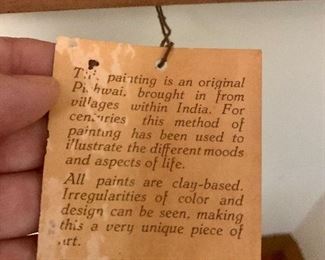 painting is an original
brought in from
villages within India. For
centuries this method of
painting has been used to
illustrate the different moods
and aspects of life.
All paints are clay-based.
Irregularities of color and
design can be seen, making
this a very unique piece of
art.